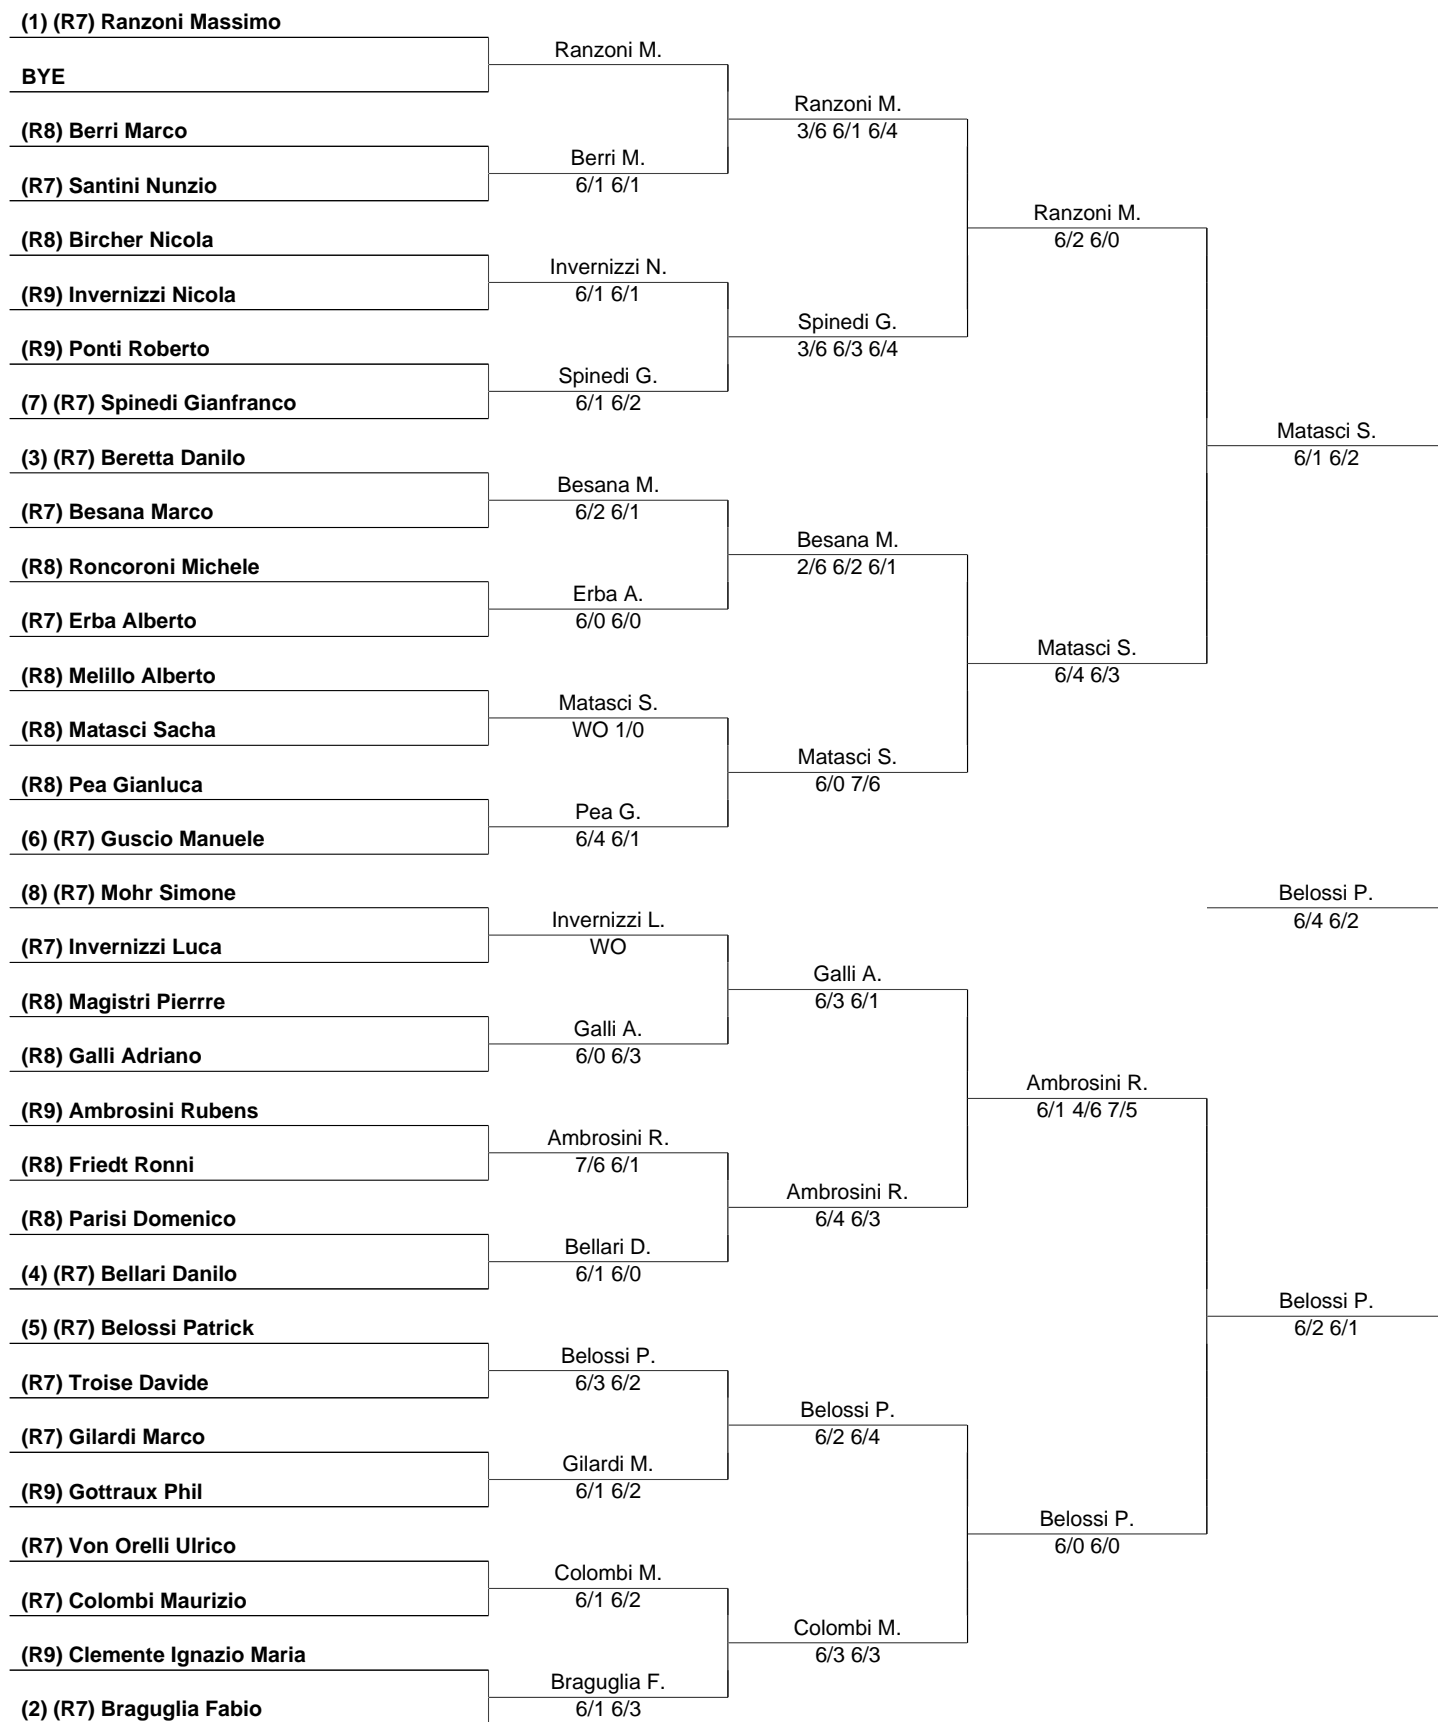 (1) (R7) Ranzoni Massimo
Ranzoni M.
BYE
Ranzoni M.
3/6 6/1 6/4
(R8) Berri Marco
Berri M.
6/1 6/1
(R7) Santini Nunzio
Ranzoni M.
6/2 6/0
(R8) Bircher Nicola
Invernizzi N.
6/1 6/1
(R9) Invernizzi Nicola
Spinedi G.
3/6 6/3 6/4
(R9) Ponti Roberto
Spinedi G.
6/1 6/2
(7) (R7) Spinedi Gianfranco
Matasci S.
6/1 6/2
(3) (R7) Beretta Danilo
Besana M.
6/2 6/1
(R7) Besana Marco
Besana M.
2/6 6/2 6/1
(R8) Roncoroni Michele
Erba A.
6/0 6/0
(R7) Erba Alberto
Matasci S.
6/4 6/3
(R8) Melillo Alberto
Matasci S.
WO 1/0
(R8) Matasci Sacha
Matasci S.
6/0 7/6
(R8) Pea Gianluca
Pea G.
6/4 6/1
(6) (R7) Guscio Manuele
(8) (R7) Mohr Simone
Belossi P.
6/4 6/2
Invernizzi L.
WO
(R7) Invernizzi Luca
Galli A.
6/3 6/1
(R8) Magistri Pierrre
Galli A.
6/0 6/3
(R8) Galli Adriano
Ambrosini R.
6/1 4/6 7/5
(R9) Ambrosini Rubens
Ambrosini R.
7/6 6/1
(R8) Friedt Ronni
Ambrosini R.
6/4 6/3
(R8) Parisi Domenico
Bellari D.
6/1 6/0
(4) (R7) Bellari Danilo
Belossi P.
6/2 6/1
(5) (R7) Belossi Patrick
Belossi P.
6/3 6/2
(R7) Troise Davide
Belossi P.
6/2 6/4
(R7) Gilardi Marco
Gilardi M.
6/1 6/2
(R9) Gottraux Phil
Belossi P.
6/0 6/0
(R7) Von Orelli Ulrico
Colombi M.
6/1 6/2
(R7) Colombi Maurizio
Colombi M.
6/3 6/3
(R9) Clemente Ignazio Maria
Braguglia F.
6/1 6/3
(2) (R7) Braguglia Fabio